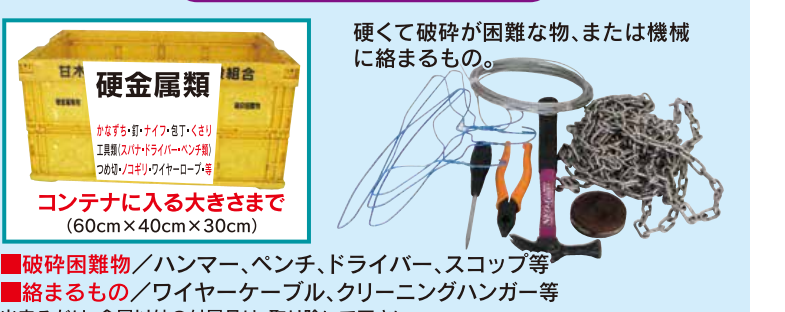 硬くて破砕が困難な物、または機械
に絡まるもの。
甘木
組合
硬金属類
かなずち・釘・ナイフ・包丁・くさり
工具類(スパナ・ドライバー・ペンチ類)
つめ切・ノコギリ・ワイヤーロープ・等
コンテナに入る大きさまで
(60cm×40cm×30cm)
■破砕困難物／ハンマー、ペンチ、ドライバー、スコップ等
■絡まるもの／ワイヤーケーブル、クリーニングハンガー等